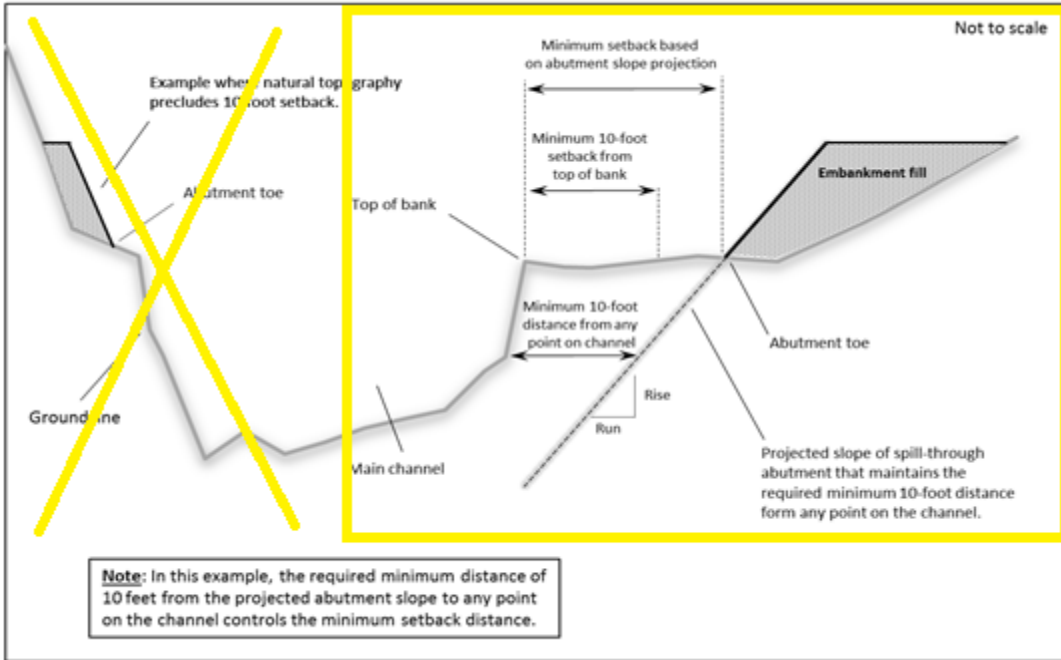 Not to scale
Minimum setback based
on abutment slope projection
Example where natural topography
precludes 10-foot setback.
Minimum 10-foot
setback from
top of bank
Embankment fill
Abutment toe
Top of bank
Minimum 10-foot
distance from any
point on channel
Abutment toe
Rise
Run
Ground line
Main channel
Projected slope of spill-through
abutment that maintains the
required minimum 10-foot distance
form any point on the channel.
Note: In this example, the required minimum distance of
10 feet from the projected abutment slope to any point
on the channel controls the minimum setback distance.